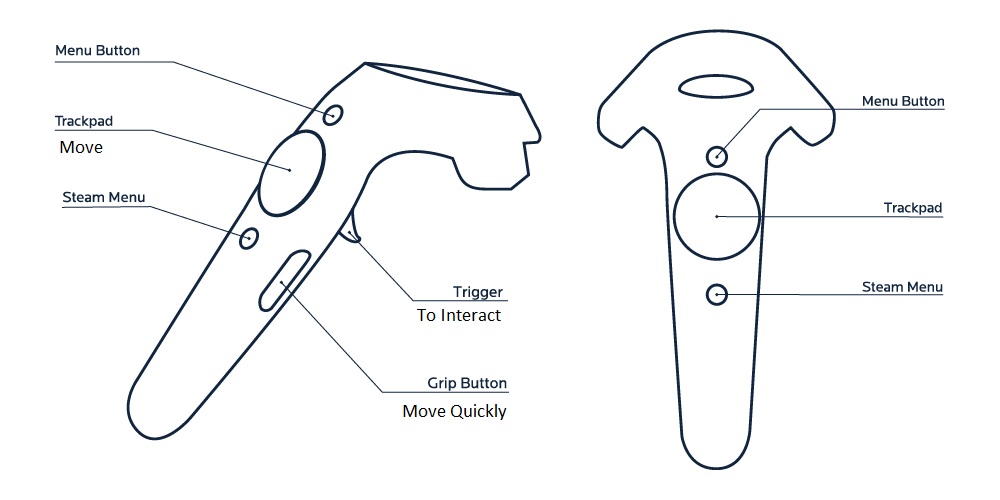 Menu Button
Trackpad
Move
Steam Menu
Trigger
To Interact
Grip Button
Move Quickly
Menu Button
Trackpad
Steam Menu